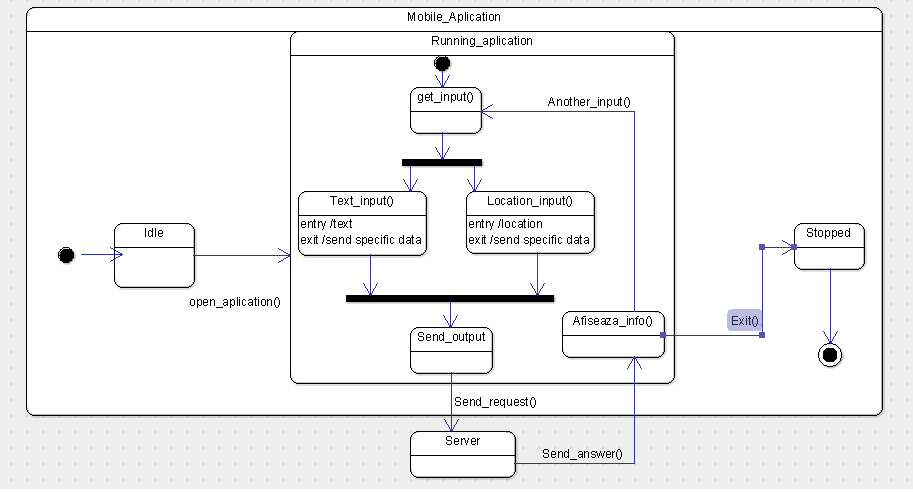 Mobile_Aplication
Running_aplication
get_input()
Another_input()
Text_input()
entry /text
exit /send specific data
Location_input()
entry /location
exit /send specific data
Idle
open_aplication()
Stopped
Send_output
Afiseaza_info()
Exit()
Send_request()
Server
Send_answer()